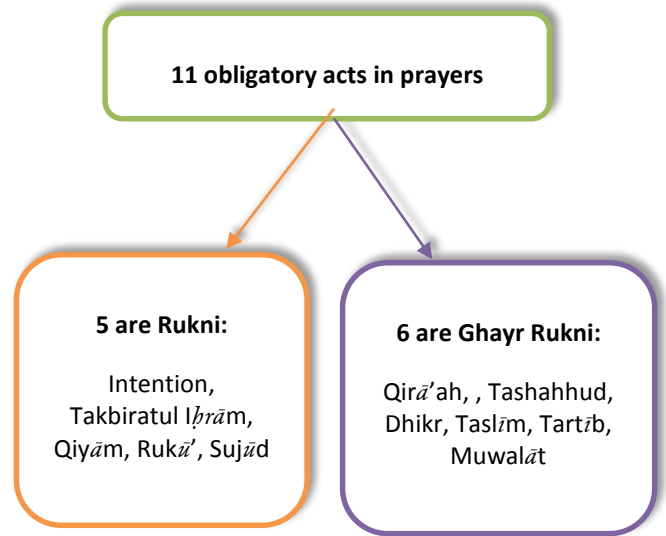 11 obligatory acts in prayers
5 are Rukni:
Intention,
Takbiratul Iḥrām,
Qiyām, Rukū', Sujūd
6 are Ghayr Rukni:
Qirā'ah, , Tashahhud,
Dhikr, Taslīm, Tartīb,
Muwalāt